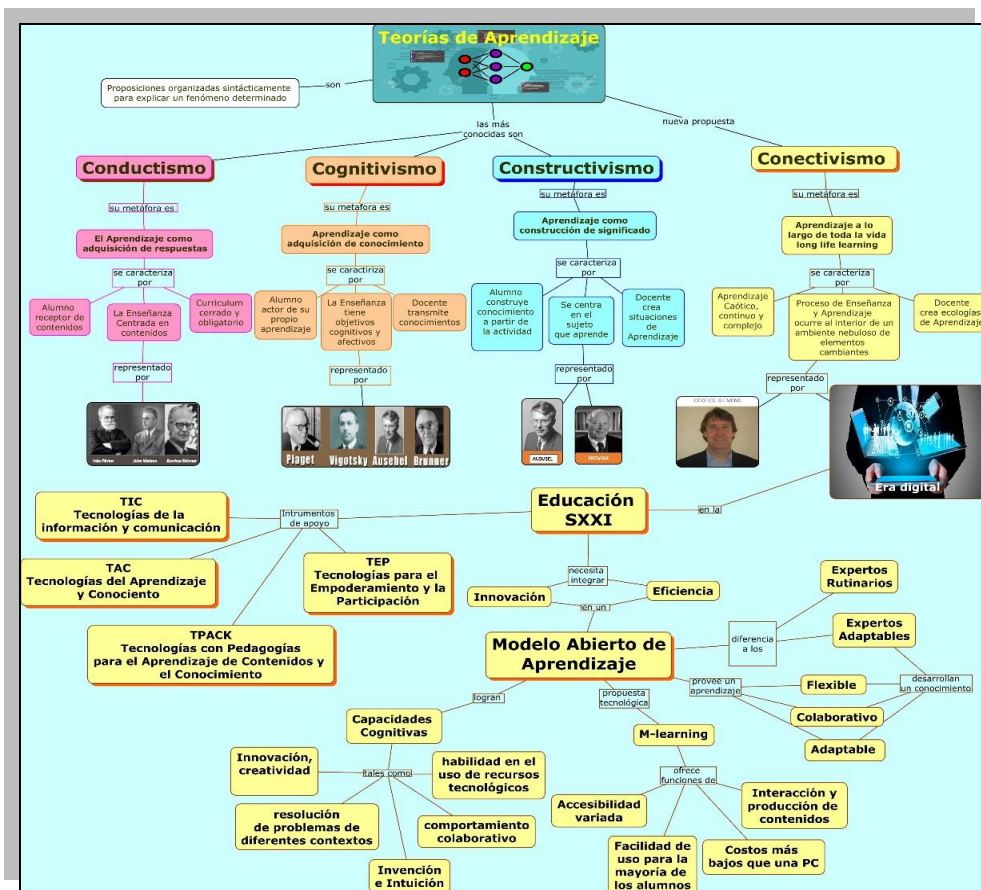 Teorías de Aprendizaje
son
Proposiciones organizadas sintácticamente
para explicar un fenómeno determinado
las más
conocidas son
nueva propuesta
Conductismo
Cognitivismo
Constructivismo
Conectivismo
su metáfora es
su metafora es
su metáfora es
su metáfora es
El Aprendizaje como
adquisición de respuestas
Aprendizaje como
adquisición de conocimiento
Aprendizaje como
construcción de significado
Aprendizaje a lo
largo de toda la vida
long life learning
se caracteriza
por
se caractiriza
por
se caracteriza
por
se caracteriza
por
Alumno
receptor de
contenidos
La Enseñanza
Centrada en
contenidos
Curriculum
cerrado y
obligatorio
Alumno
actor de su
propio
aprendizaje
La Enseñanza
tiene
objetivos
cognitivos y
afectivos
Docente
transmite
conocimientos
Alumno
construye
conocimiento
a partir de
la actividad
Se centra
en el
sujeto
que aprende
Docente
crea
situaciones
de
Aprendizaje
Aprendizaje
Caótico,
continuo y
complejo
Proceso de Enseñanza
y Aprendizaje
ocurre al interior de un
ambiente nebuloso de
elementos
cambiantes
Docente
crea ecologías
de Aprendizaje
representado
por
representado
por
representado
por
representado
por
John Watson
Piaget
Vigotsky
Ausebel
Brunner
AUSUBEL
NOVAK
GEORGE SIEMENS
Era digital
TIC
Tecnologías de la
información y comunicación
Intrumentos
de apoyo
Educación
SXXI
en la
TAC
Tecnologías del Aprendizaje
y Conociento
TEP
Tecnologías para el
Empoderamiento y la
Participación
TPACK
Tecnologías con Pedagogías
para el Aprendizaje de Contenidos y
el Conocimiento
necesita
integrar
Innovación
Eficiencia
en un
Modelo Abierto de
Aprendizaje
diferencia
a los
Expertos
Rutinarios
Expertos
Adaptables
provee un
aprendizaje
desarrollan
un conocimiento
Flexible
Colaborativo
Adaptable
logran
propuesta
tecnológica
Capacidades
Cognitivas
M-learning
tales como
Innovación,
creatividad
habilidad en el
uso de recursos
tecnológicos
resolución
de problemas de
diferentes contextos
comportamiento
colaborativo
Invención
e Intuición
ofrece
funciones de
Accesibilidad
variada
Interacción y
producción de
contenidos
Facilidad de
uso para la
mayoría de
los alumnos
Costos más
bajos que una PC